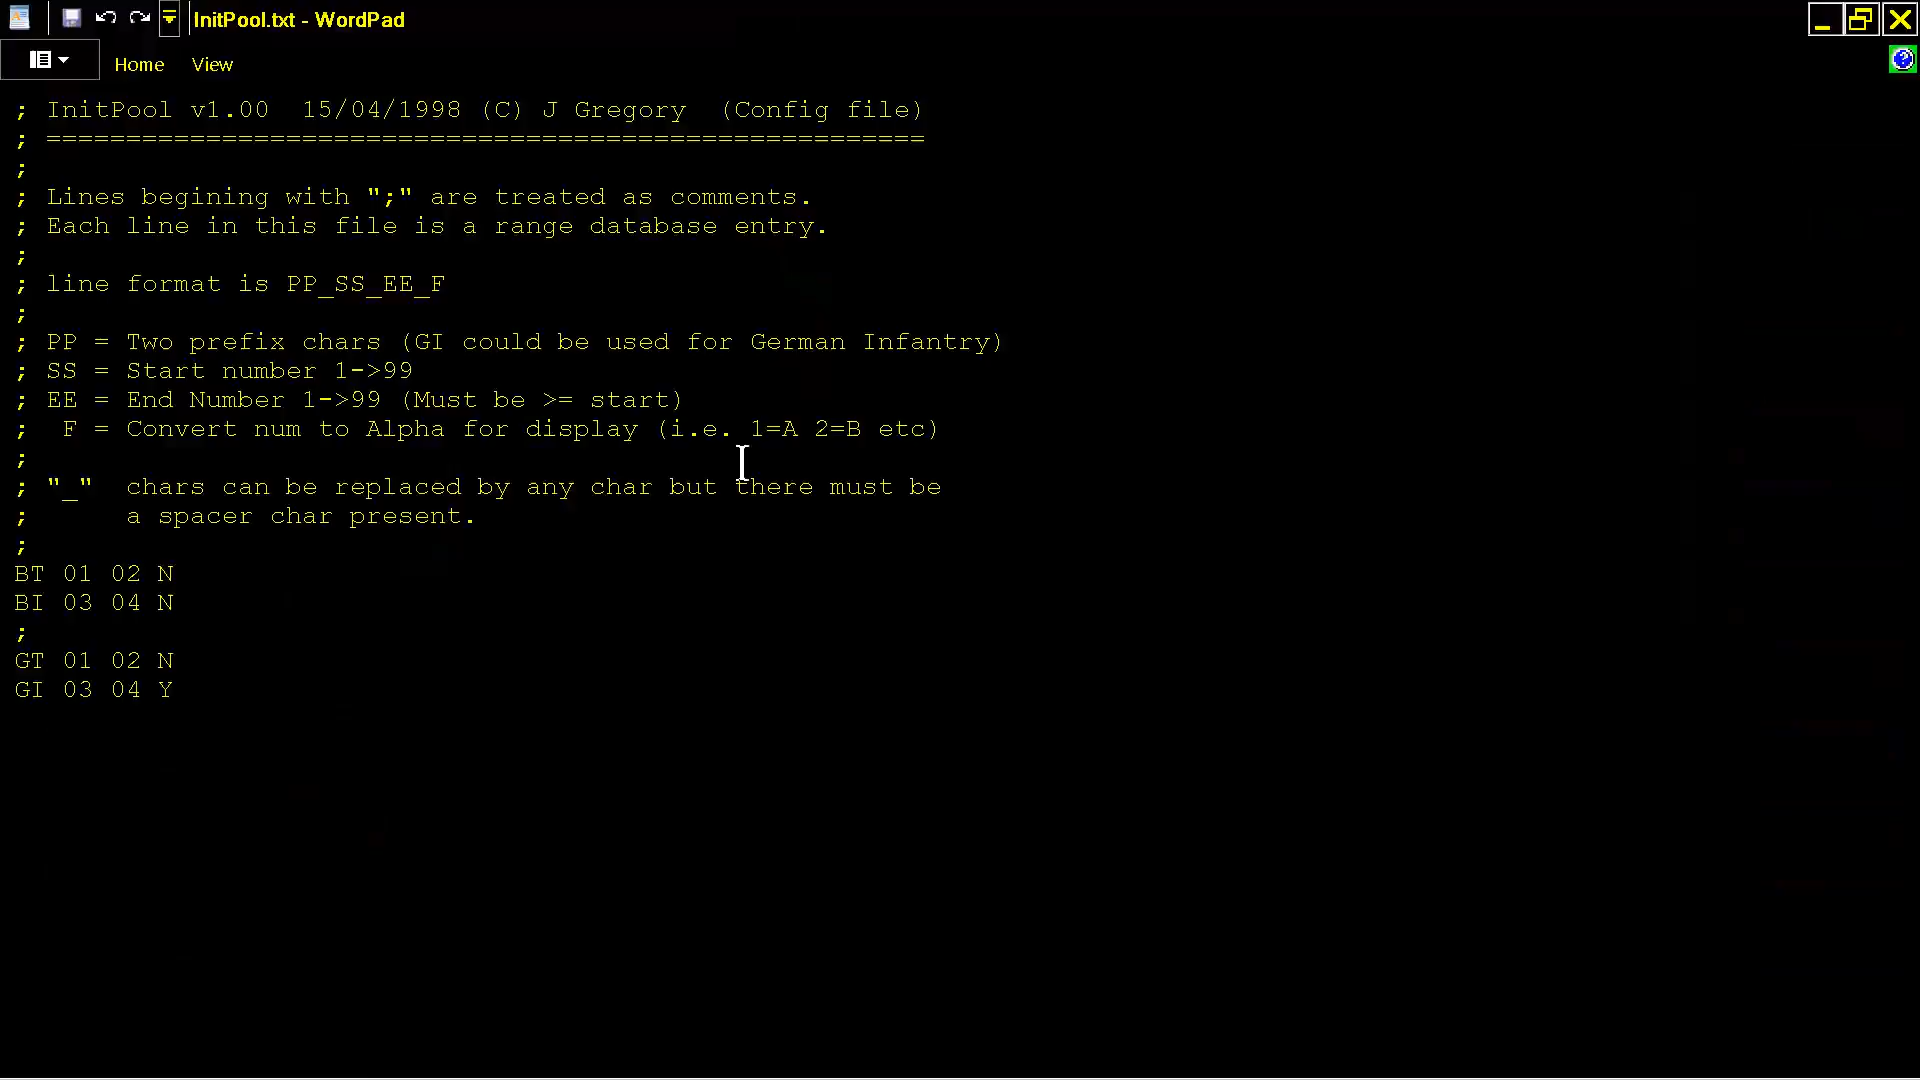 InitPool.txt - WordPad
Home View
; InitPool v1.00  15/04/1998 (C) J Gregory  (Config file)
; =======================================================
;
; Lines begining with ";" are treated as comments.
; Each line in this file is a range database entry.
;
; line format is PP_SS_EE_F
;
; PP = Two prefix chars (GI could be used for German Infantry)
; SS = Start number 1->99
; EE = End Number 1->99 (Must be >= start)
;  F = Convert num to Alpha for display (i.e. 1=A 2=B etc)
;
; "_"  chars can be replaced by any char but there must be
;      a spacer char present.
;
BT 01 02 N
BI 03 04 N
;
GT 01 02 N
GI 03 04 Y